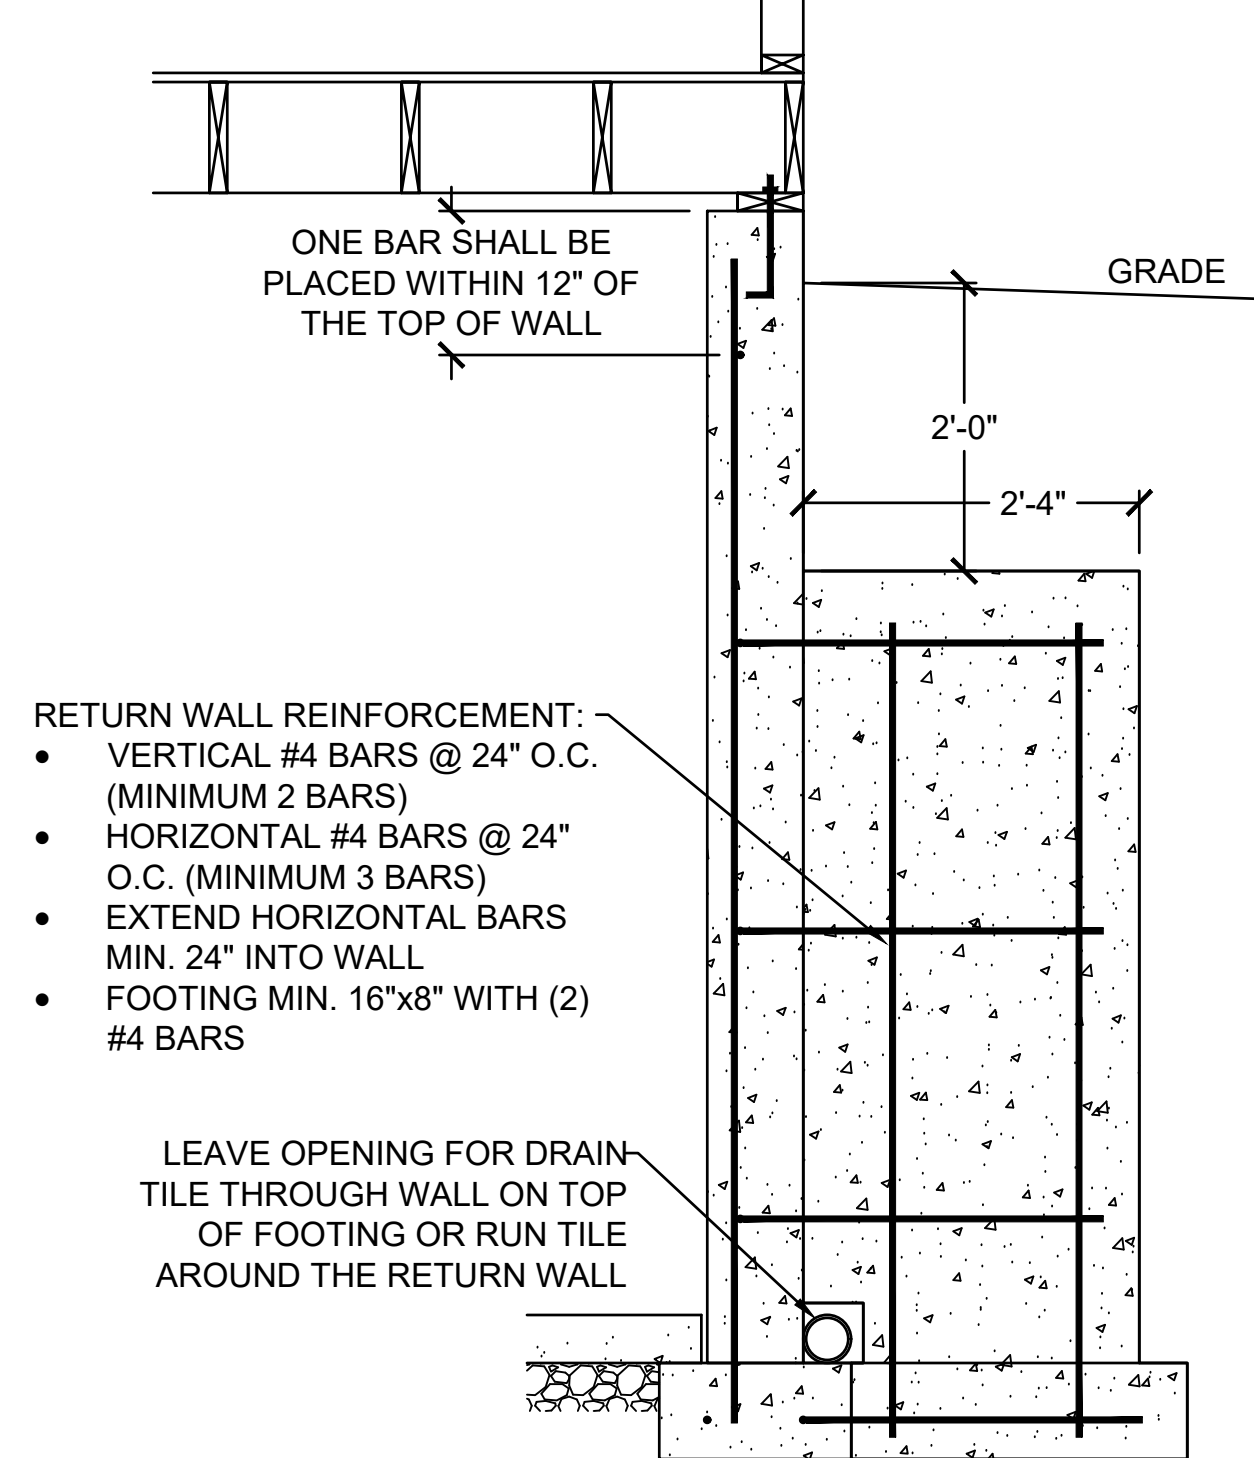 ONE BAR SHALL BE
PLACED WITHIN 12" OF
THE TOP OF WALL
GRADE
2'-0"
2'-4"
RETURN WALL REINFORCEMENT:
• VERTICAL #4 BARS @ 24" O.C.
(MINIMUM 2 BARS)
• HORIZONTAL #4 BARS @ 24"
O.C. (MINIMUM 3 BARS)
• EXTEND HORIZONTAL BARS
MIN. 24" INTO WALL
• FOOTING MIN. 16"x8" WITH (2)
#4 BARS
LEAVE OPENING FOR DRAIN
TILE THROUGH WALL ON TOP
OF FOOTING OR RUN TILE
AROUND THE RETURN WALL